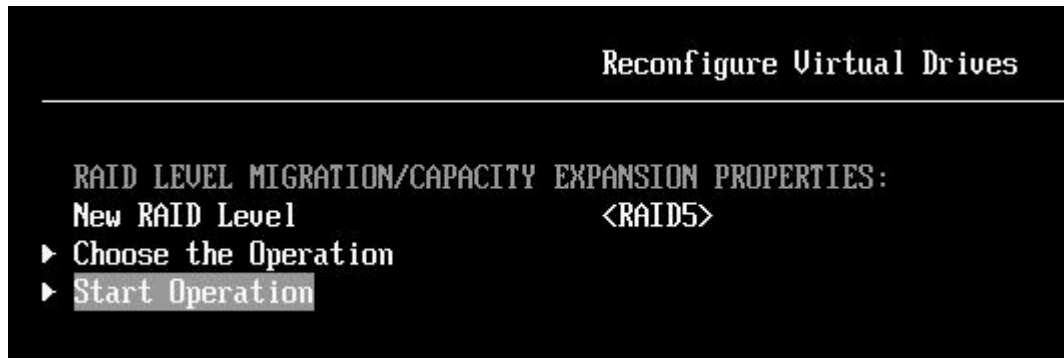 Reconfigure Virtual Drives
RAID LEVEL MIGRATION/CAPACITY EXPANSION PROPERTIES:
New RAID Level <RAID5>
Choose the Operation
Start Operation